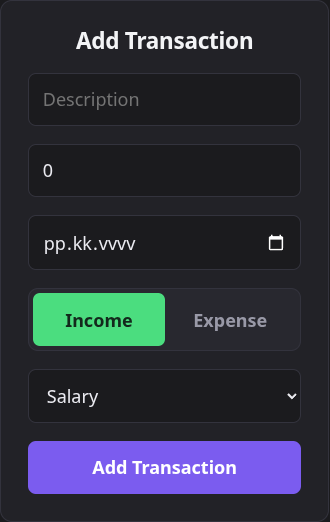 Add Transaction
Description
0
pp.kk.vvvv
Income Expense
Salary
Add Transaction